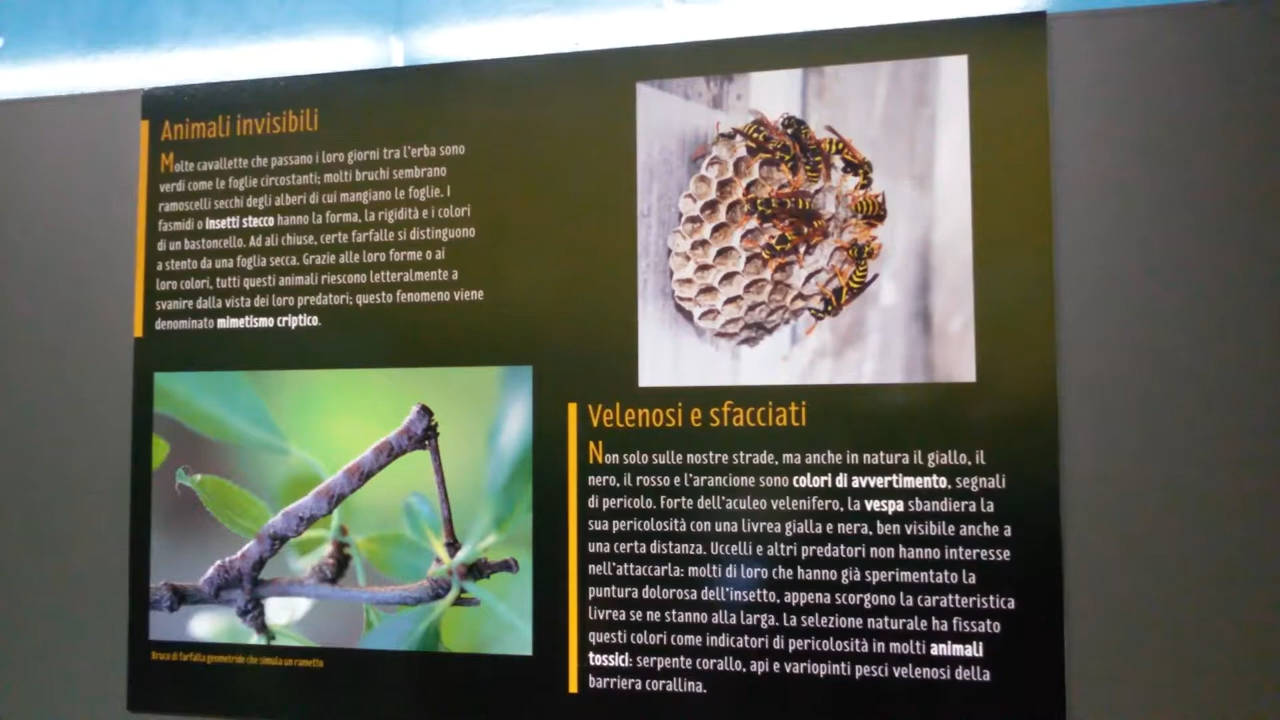 Animali invisibili
Molte cavallette che passano i loro giorni tra l'erba sono
verdi come le foglie circostanti; molti bruchi sembrano
ramoscelli secchi degli alberi di cui mangiano le foglie. I
fasmidi o insetti stecco hanno la forma, la rigidità e i colori
di un bastoncello. Ad ali chiuse, certe farfalle si distinguono
a stento da una foglia secca. Grazie alle loro forme o ai
loro colori, tutti questi animali riescono letteralmente a
svanire dalla vista dei loro predatori; questo fenomeno viene
denominato mimetismo criptico.
Bruco di farfalla geometride che simula un rametto
Velenosi e sfacciati
Non solo sulle nostre strade, ma anche in natura il giallo, il
nero, il rosso e l'arancione sono colori di avvertimento, segnali
di pericolo. Forte dell'aculeo velenifero, la vespa sbandiera la
sua pericolosità con una livrea gialla e nera, ben visibile anche a
una certa distanza. Uccelli e altri predatori non hanno interesse
nell'attaccarla: molti di loro che hanno già sperimentato la
puntura dolorosa dell'insetto, appena scorgono la caratteristica
livrea se ne stanno alla larga. La selezione naturale ha fissato
questi colori come indicatori di pericolosità in molti animali
tossici: serpente corallo, api e variopinti pesci velenosi della
barriera corallina.